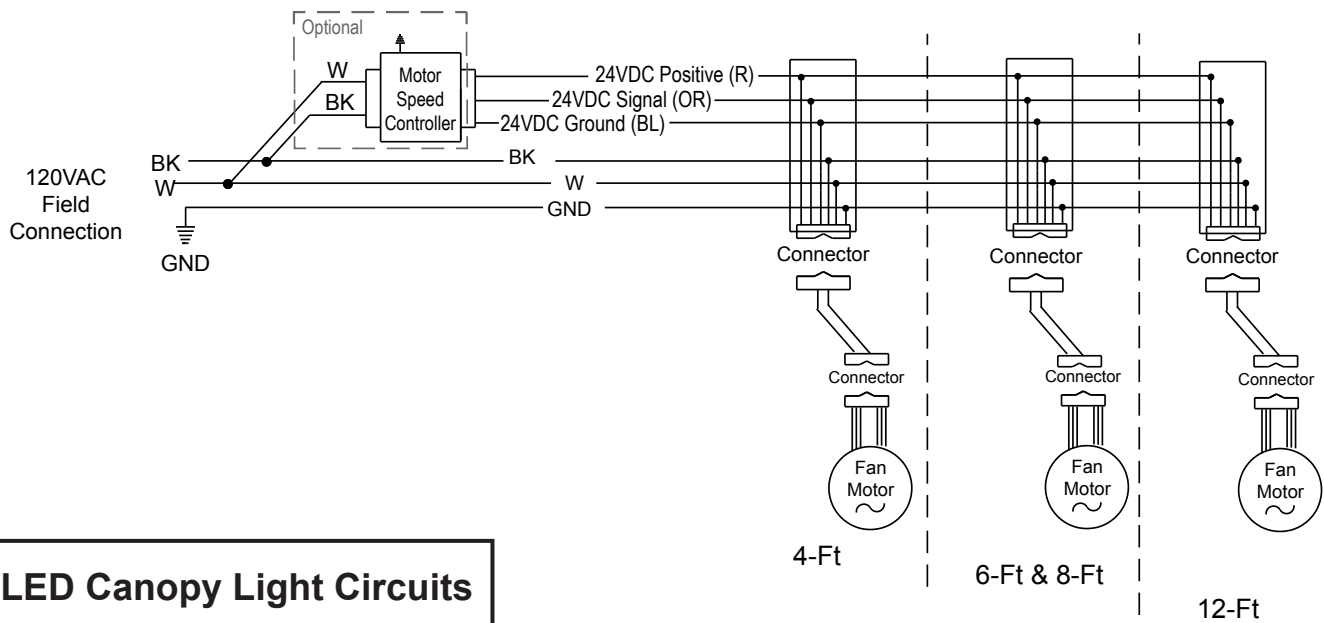 Optional
W
BK
Motor
Speed
Controller
24VDC Positive (R)
24VDC Signal (OR)
24VDC Ground (BL)
120VAC
Field
Connection
BK
W
GND
BK
W
GND
Connector
Connector
Connector
Connector
Connector
Connector
Fan
Motor
Fan
Motor
Fan
Motor
4-Ft
6-Ft & 8-Ft
12-Ft
LED Canopy Light Circuits